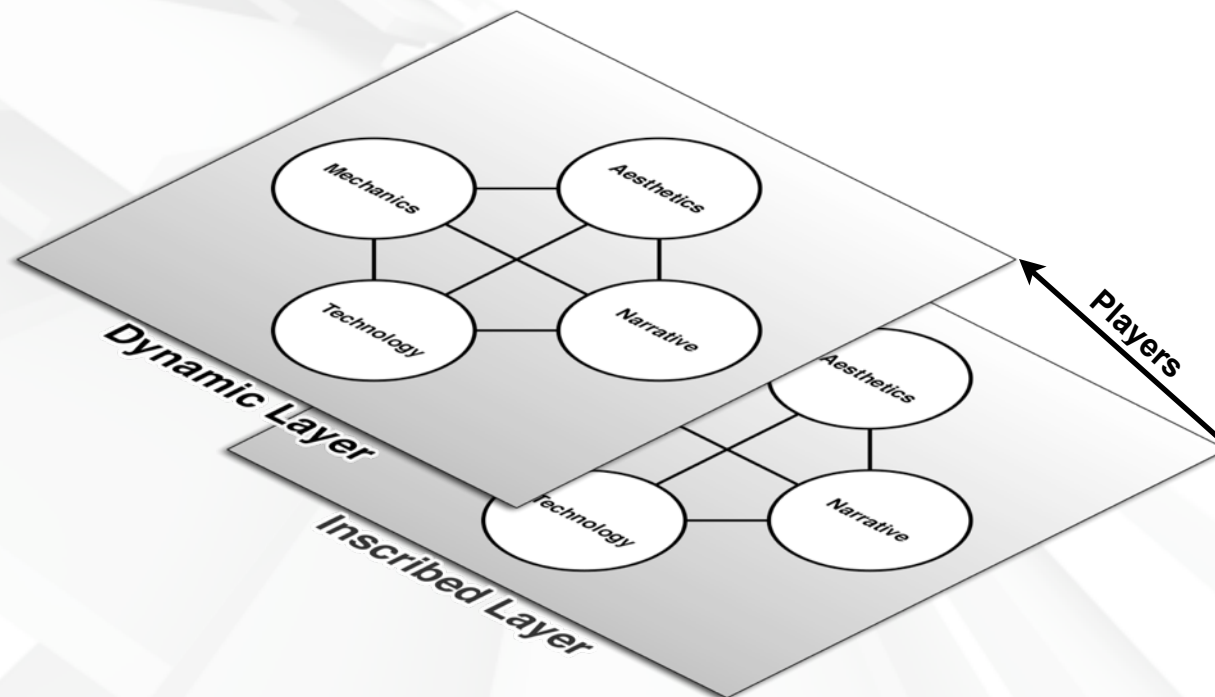 Mechanics
Aesthetics
Technology
Narrative
Dynamic Layer
Players
Aesthetics
Technology
Narrative
Inscribed Layer